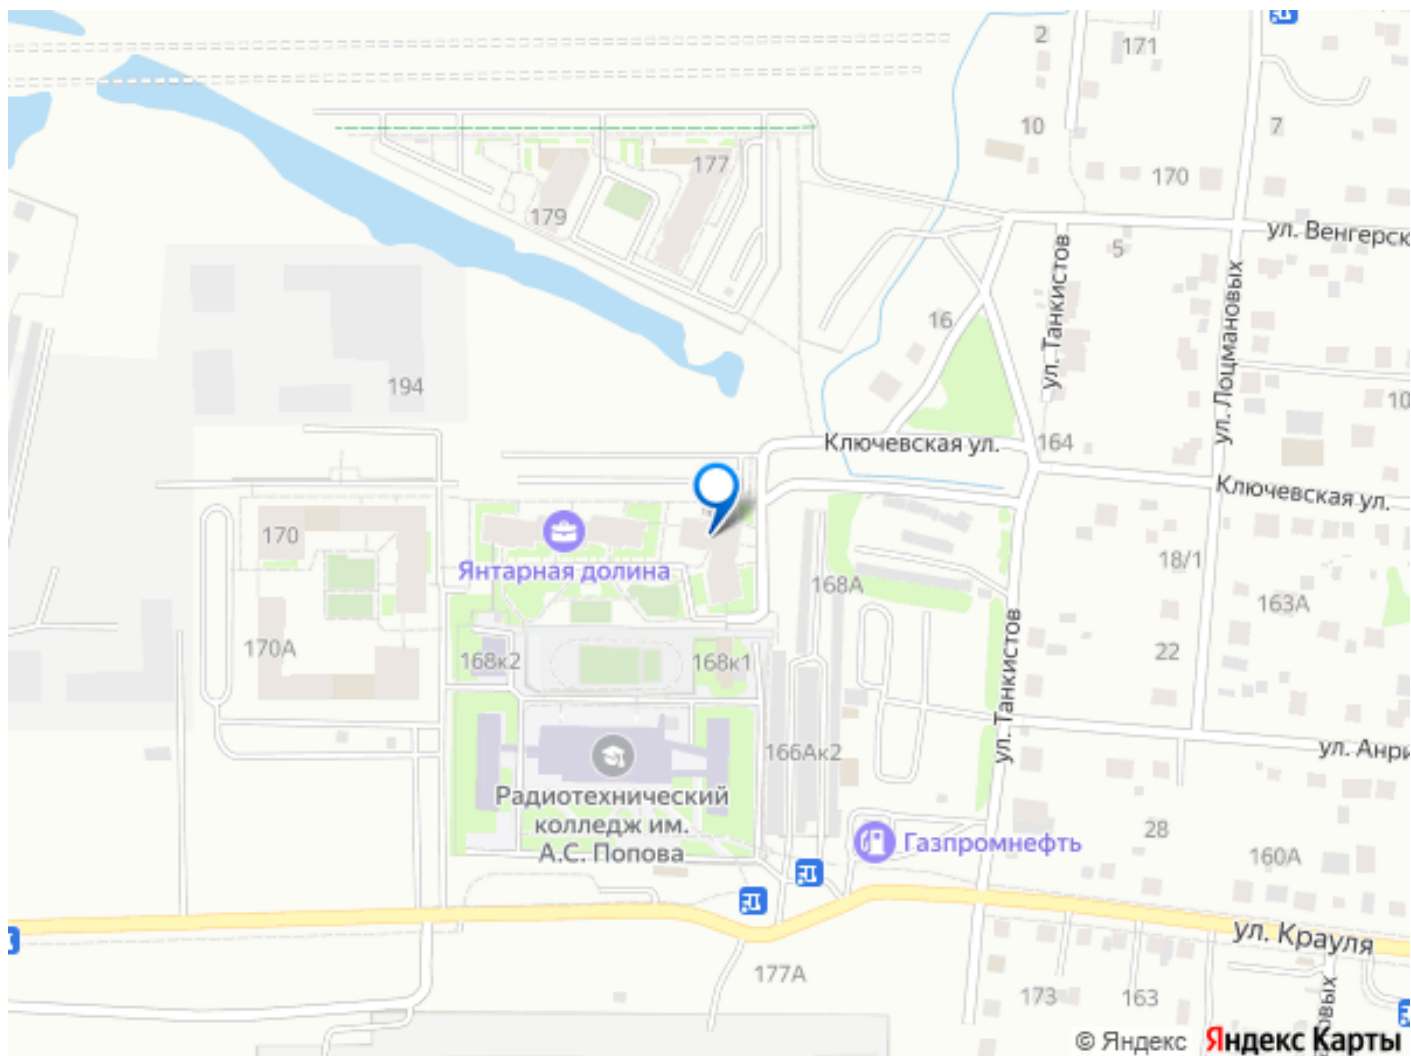 2
171
10
7
177
170
179
ул. Венгерск
5
ул. Танкистов
ул. Лоцмановых
16
194
10
Ключевская ул.
164
Ключевская ул.
170
Янтарная долина
18/1
168А
163А
170А
168к2
168к1
22
ул. Танкистов
166Ак2
ул. Анри
Радиотехнический
колледж им.
А.С. Попова
Газпромнефть
28
160А
ул. Крауля
177А
173
163
овых
© Яндекс
Яндекс Карты